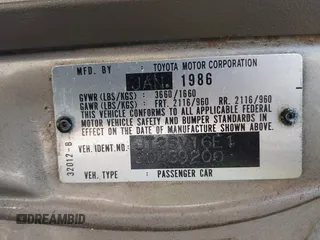 MFD. BY : TOYOTA MOTOR CORPORATION
JAN. 1986
GVWR (LBS/KGS) : 3660/1660
GAWR (LBS/KGS) : FRT. 2116/960 RR. 2116/960
THIS VEHICLE CONFORMS TO ALL APPLICABLE FEDERAL
MOTOR VEHICLE SAFETY AND BUMPER STANDARDS IN
EFFECT ON THE DATE OF MANUFACTURE SHOWN ABOVE.
VEH. IDENT. NO. :
VEH. TYPE : PASSENGER CAR
32012-B
DREAMBID